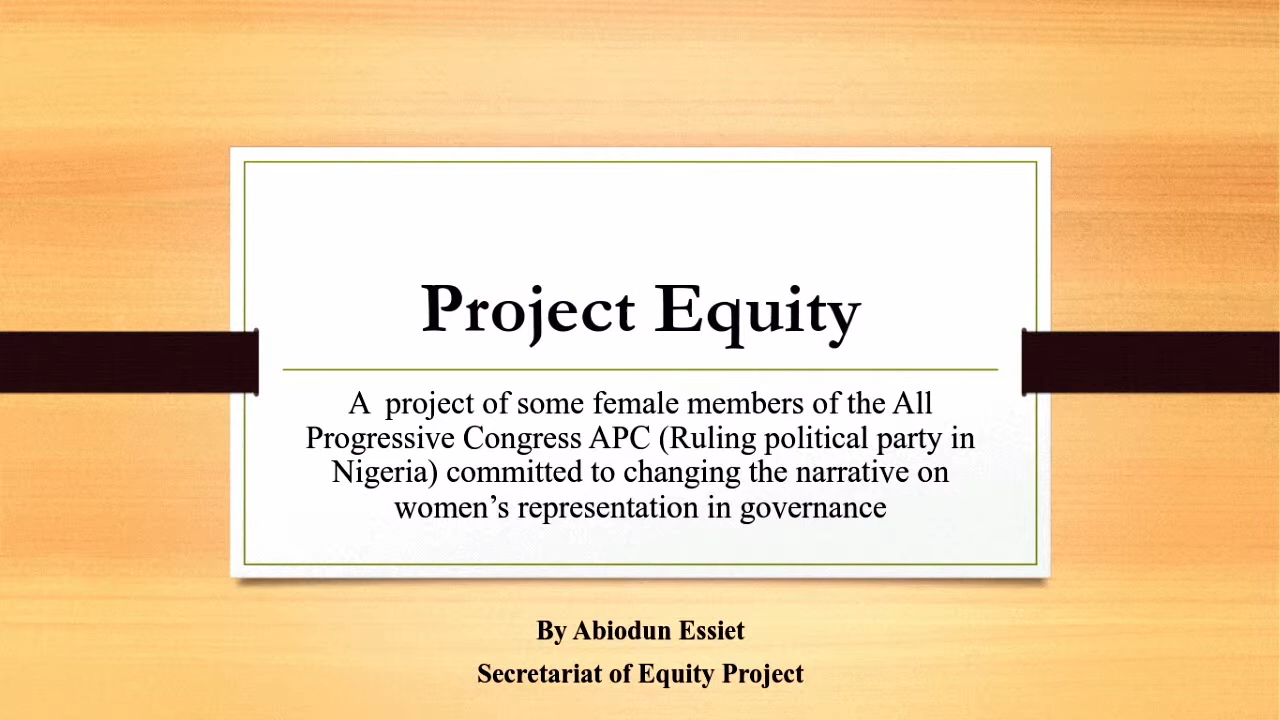 Project Equity
A project of some female members of the All
Progressive Congress APC (Ruling political party in
Nigeria) committed to changing the narrative on
women’s representation in governance
By Abiodun Essiet
Secretariat of Equity Project